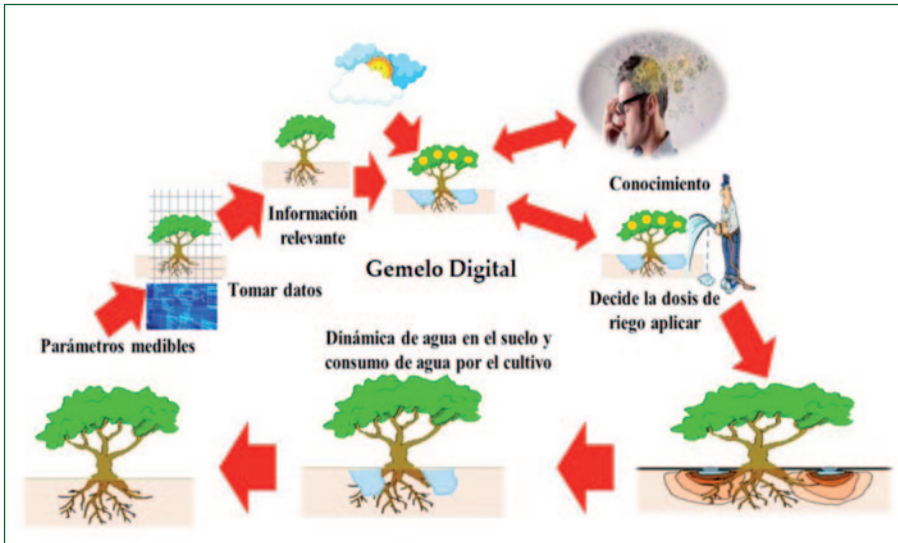 Conocimiento
Información
relevante
Gemelo Digital
Tomar datos
Decide la dosis de
riego aplicar
Parámetros medibles
Dinámica de agua en el suelo y
consumo de agua por el cultivo